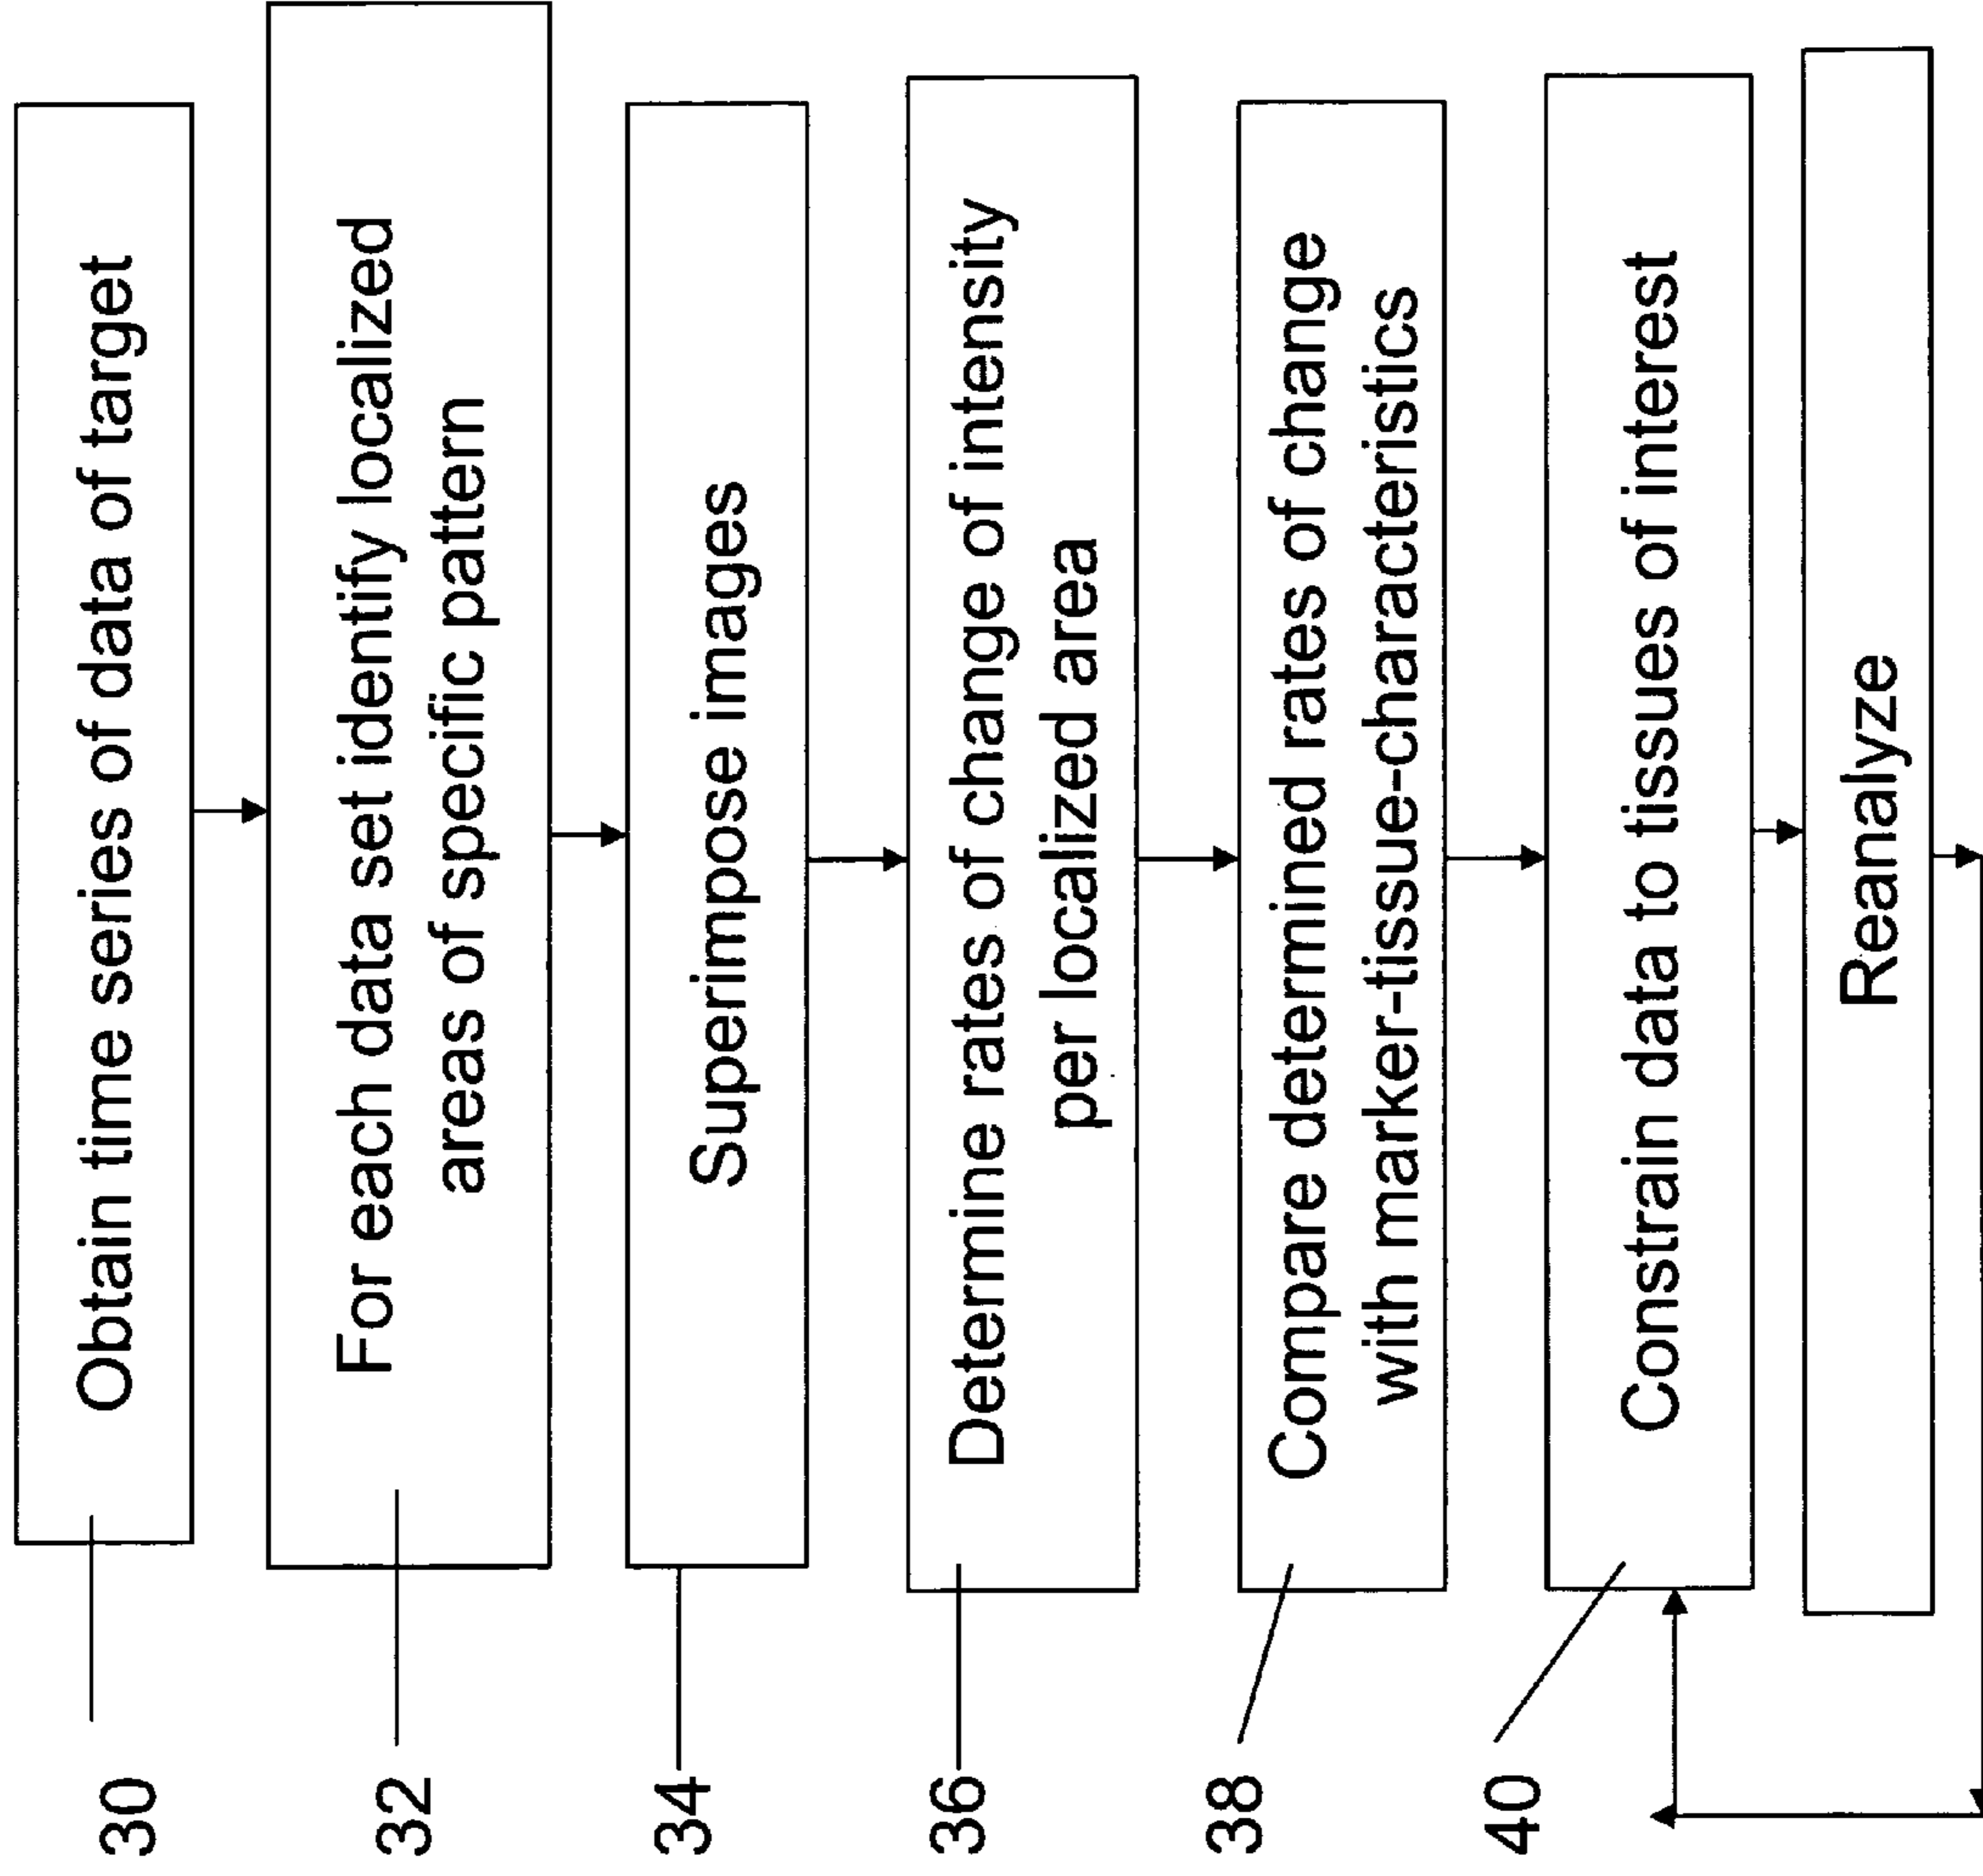 30
Obtain time series of data of target
32
For each data set identify localized
areas of specific pattern
34
Superimpose images
36
Determine rates of change of intensity
per localized area
38
Compare determined rates of change
with marker-tissue-characteristics
40
Constrain data to tissues of interest
Reanalyze